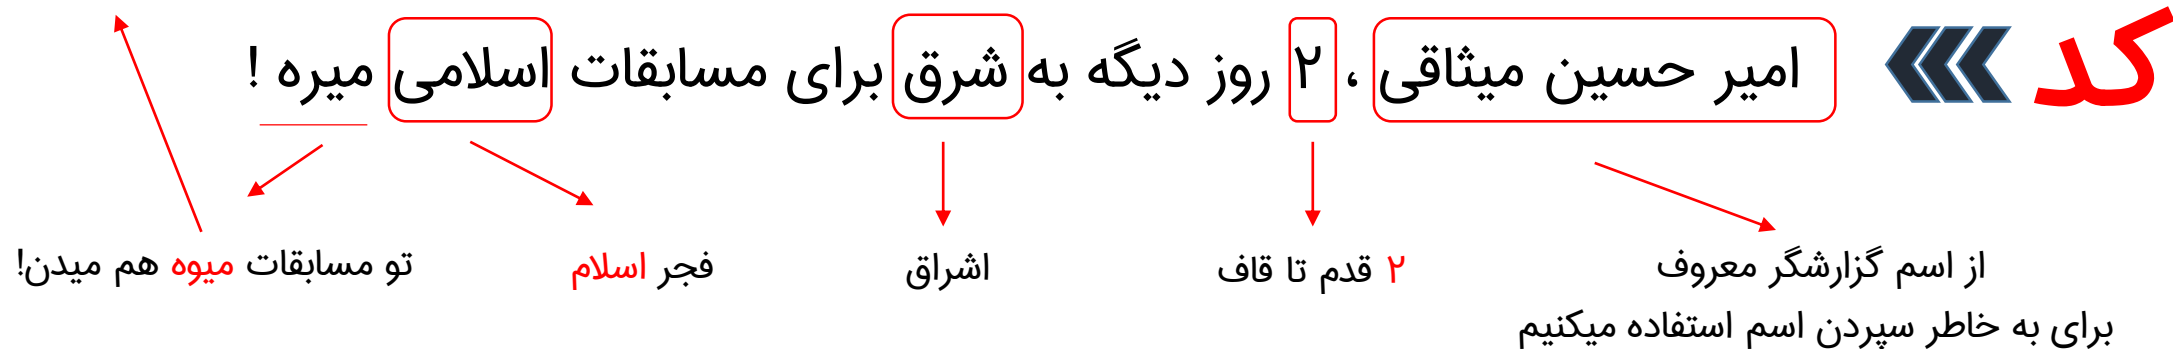 کد
امیر حسین میثاقی ، ۲ روز دیگه به شرق برای مسابقات اسلامی میره !
از اسم گزارشگر معروف
برای به خاطر سپردن اسم استفاده میکنیم
۲ قدم تا قاف
اشراق
فجر اسلام
تو مسابقات میوه هم میدن!